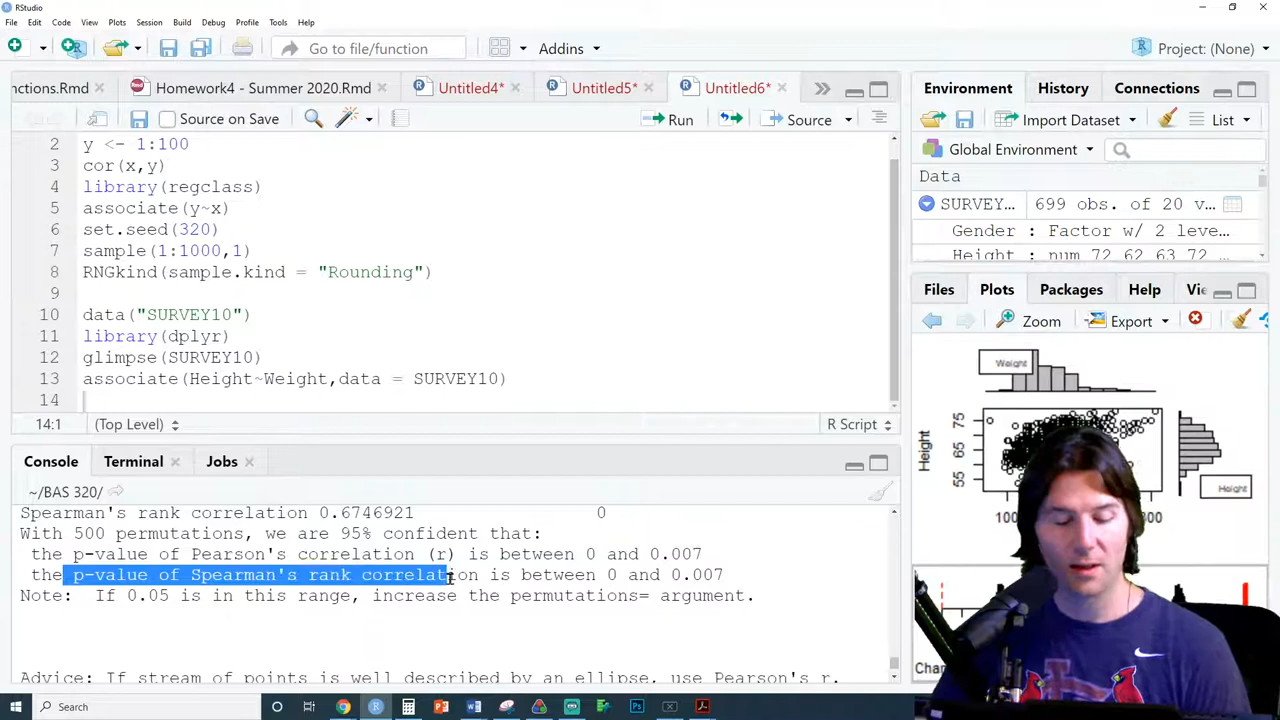 RStudio
File Edit Code View Plots Session Build Debug Profile Tools Help
Go to file/function
Addins
Project: (None)
nctions.Rmd
Homework4 - Summer 2020.Rmd
Untitled4*
Untitled5*
Untitled6*
Source on Save
Run
Source
2 y <- 1:100
3 cor(x,y)
4 library(regclass)
5 associate(y~x)
6 set.seed(320)
7 sample(1:1000,1)
8 RNGkind(sample.kind = "Rounding")
9
10 data("SURVEY10")
11 library(dplyr)
12 glimpse(SURVEY10)
13 associate(Height~Weight,data = SURVEY10)
14
14:1 (Top Level) R Script
Console Terminal Jobs
~/BAS 320/
Spearman's rank correlation 0.6746921 0
With 500 permutations, we are 95% confident that:
the p-value of Pearson's correlation (r) is between 0 and 0.007
the p-value of Spearman's rank correlation is between 0 and 0.007
Note: If 0.05 is in this range, increase the permutations= argument.
Advice: If stream of points is well described by an ellipse, use Pearson's r.
Environment History Connections
Import Dataset List
Global Environment
Data
SURVEY... 699 obs. of 20 v...
Gender : Factor w/ 2 leve...
Height : num 72 62 63 72
Files Plots Packages Help Vi
Zoom Export
Weight
Height
75
65
55
Height
Search